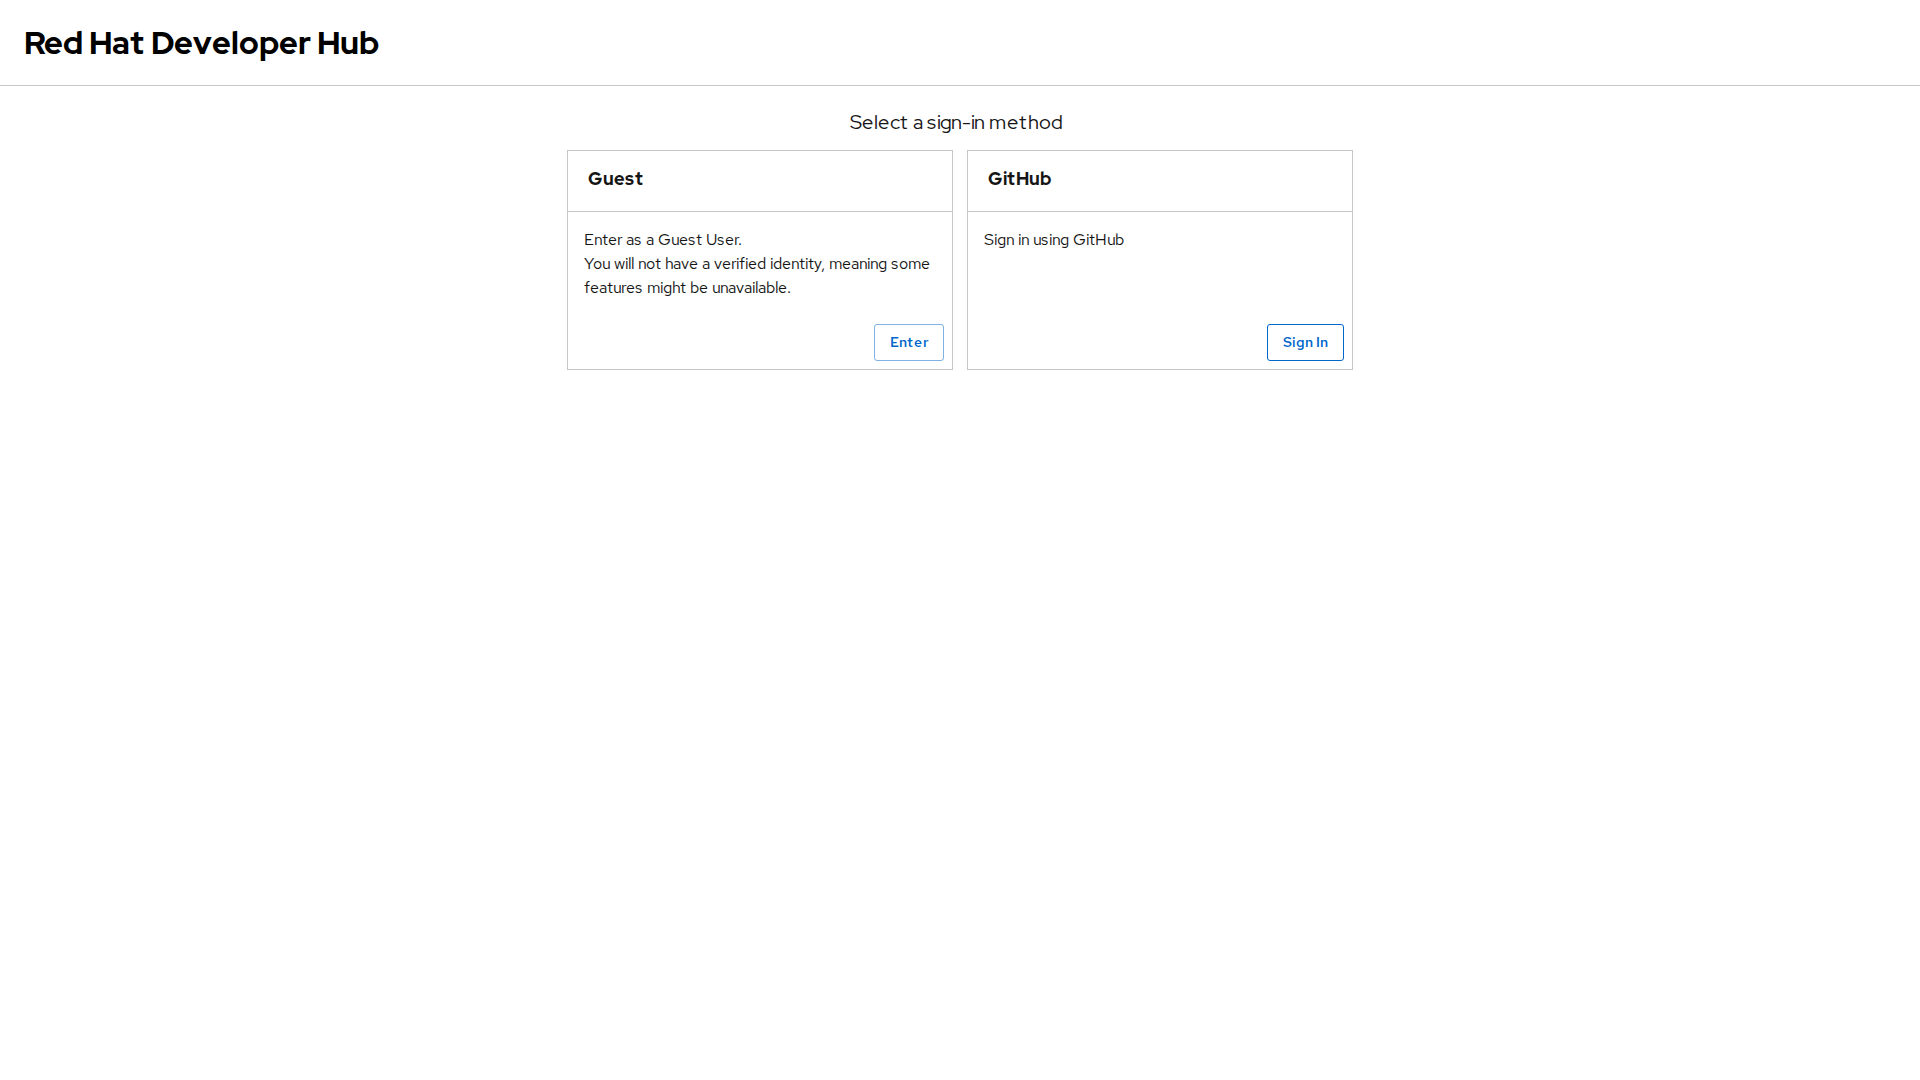 Red Hat Developer Hub
Select a sign-in method
Guest
Enter as a Guest User.
You will not have a verified identity, meaning some
features might be unavailable.
Enter
GitHub
Sign in using GitHub
Sign In